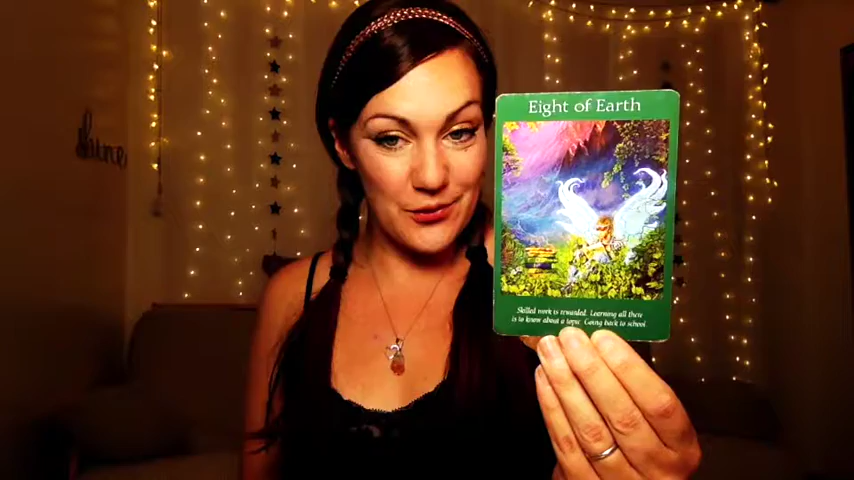 shine
Eight of Earth
Skilled work is rewarded. Learning all there
is to know about a topic. Going back to school.